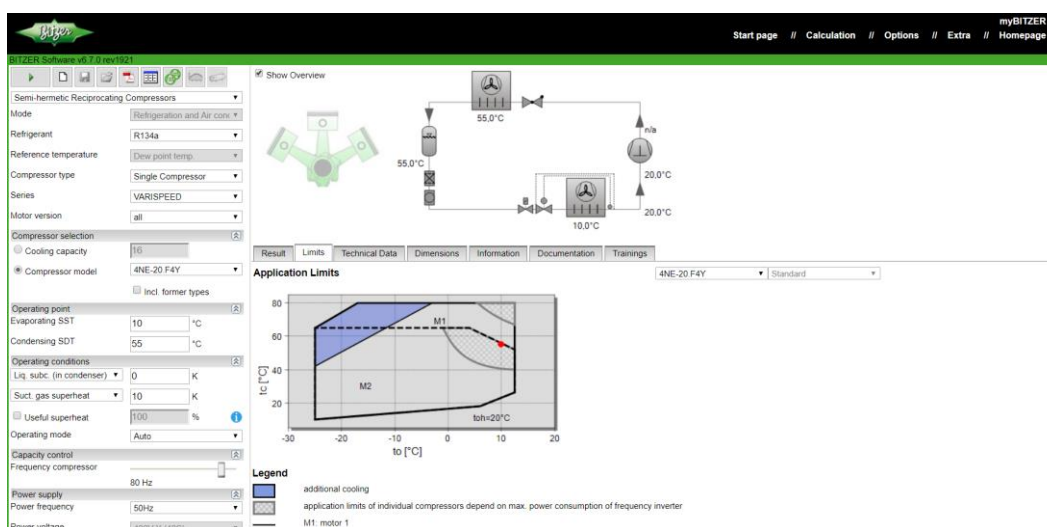 Bitzer
myBITZER
Start page // Calculation // Options // Extra // Homepage
BITZER Software v6.7.0 rev1921
Semi-hermetic Reciprocating Compressors
Mode Refrigeration and Air conc
Refrigerant R134a
Reference temperature Dew point temp.
Compressor type Single Compressor
Series VARISPEED
Motor version all
Compressor selection
Cooling capacity 16
Compressor model 4NE-20.F4Y
Incl. former types
Operating point
Evaporating SST 10 °C
Condensing SDT 55 °C
Operating conditions
Liq. subc. (in condenser) 0 K
Suct. gas superheat 10 K
Useful superheat 100 % i
Operating mode Auto
Capacity control
Frequency compressor
80 Hz
Power supply
Power frequency 50Hz
Power voltage
Show Overview
55,0°C
n/a
55,0°C
20,0°C
20,0°C
10,0°C
Result Limits Technical Data Dimensions Information Documentation Trainings
Application Limits 4NE-20.F4Y Standard
80
60
40
20
tc [°C]
M1
M2
toh=20°C
-30 -20 -10 0 10 20
to [°C]
Legend
additional cooling
application limits of individual compressors depend on max. power consumption of frequency inverter
M1: motor 1